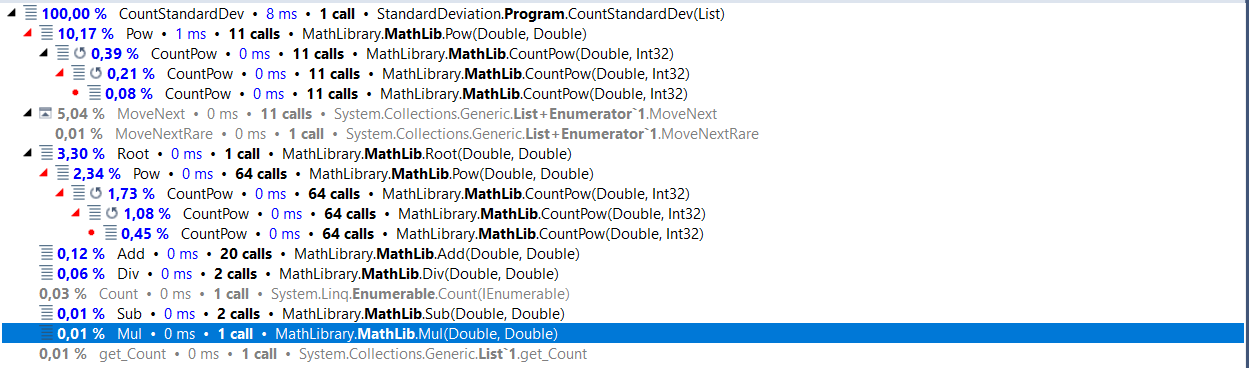 100,00 % CountStandardDev • 8 ms • 1 call • StandardDeviation.Program.CountStandardDev(List)
10,17 % Pow • 1 ms • 11 calls • MathLibrary.MathLib.Pow(Double, Double)
0,39 % CountPow • 0 ms • 11 calls • MathLibrary.MathLib.CountPow(Double, Int32)
0,21 % CountPow • 0 ms • 11 calls • MathLibrary.MathLib.CountPow(Double, Int32)
0,08 % CountPow • 0 ms • 11 calls • MathLibrary.MathLib.CountPow(Double, Int32)
5,04 % MoveNext • 0 ms • 11 calls • System.Collections.Generic.List+Enumerator`1.MoveNext
0,01 % MoveNextRare • 0 ms • 1 call • System.Collections.Generic.List+Enumerator`1.MoveNextRare
3,30 % Root • 0 ms • 1 call • MathLibrary.MathLib.Root(Double, Double)
2,34 % Pow • 0 ms • 64 calls • MathLibrary.MathLib.Pow(Double, Double)
1,73 % CountPow • 0 ms • 64 calls • MathLibrary.MathLib.CountPow(Double, Int32)
1,08 % CountPow • 0 ms • 64 calls • MathLibrary.MathLib.CountPow(Double, Int32)
0,45 % CountPow • 0 ms • 64 calls • MathLibrary.MathLib.CountPow(Double, Int32)
0,12 % Add • 0 ms • 20 calls • MathLibrary.MathLib.Add(Double, Double)
0,06 % Div • 0 ms • 2 calls • MathLibrary.MathLib.Div(Double, Double)
0,03 % Count • 0 ms • 1 call • System.Linq.Enumerable.Count(IEnumerable)
0,01 % Sub • 0 ms • 2 calls • MathLibrary.MathLib.Sub(Double, Double)
0,01 % Mul • 0 ms • 1 call • MathLibrary.MathLib.Mul(Double, Double)
0,01 % get_Count • 0 ms • 1 call • System.Collections.Generic.List`1.get_Count